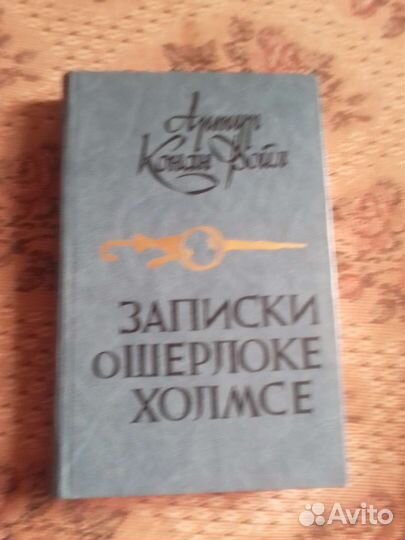 Артур
Конан Дойл
ЗАПИСКИ
О ШЕРЛОКЕ
ХОЛМСЕ
Avito